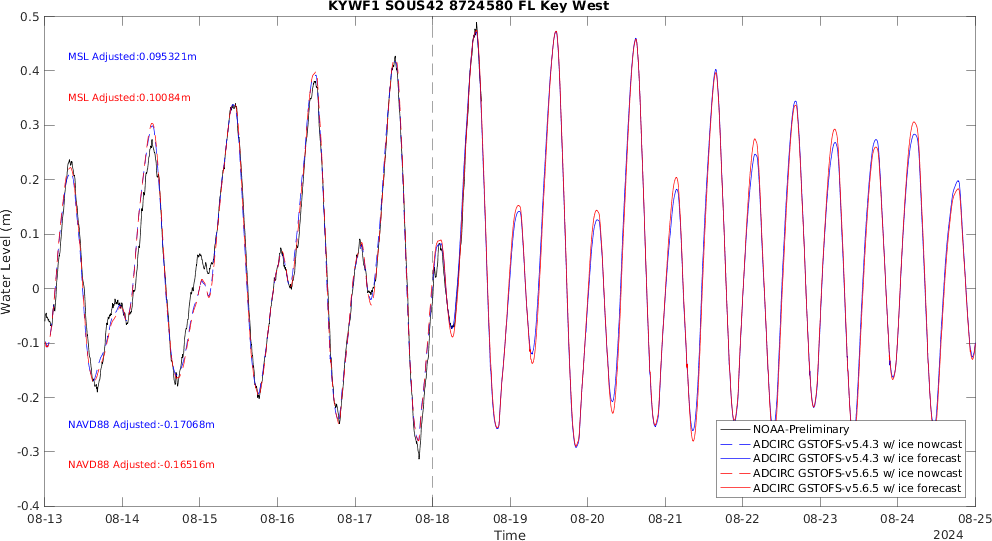 KYWF1 SOUS42 8724580 FL Key West
0.5
0.4
0.3
0.2
0.1
0
-0.1
-0.2
-0.3
-0.4
Water Level (m)
MSL Adjusted:0.095321m
MSL Adjusted:0.10084m
NAVD88 Adjusted:-0.17068m
NAVD88 Adjusted:-0.16516m
NOAA-Preliminary
ADCIRC GSTOFS-v5.4.3 w/ ice nowcast
ADCIRC GSTOFS-v5.4.3 w/ ice forecast
ADCIRC GSTOFS-v5.6.5 w/ ice nowcast
ADCIRC GSTOFS-v5.6.5 w/ ice forecast
08-13 08-14 08-15 08-16 08-17 08-18 08-19 08-20 08-21 08-22 08-23 08-24 08-25
Time
2024